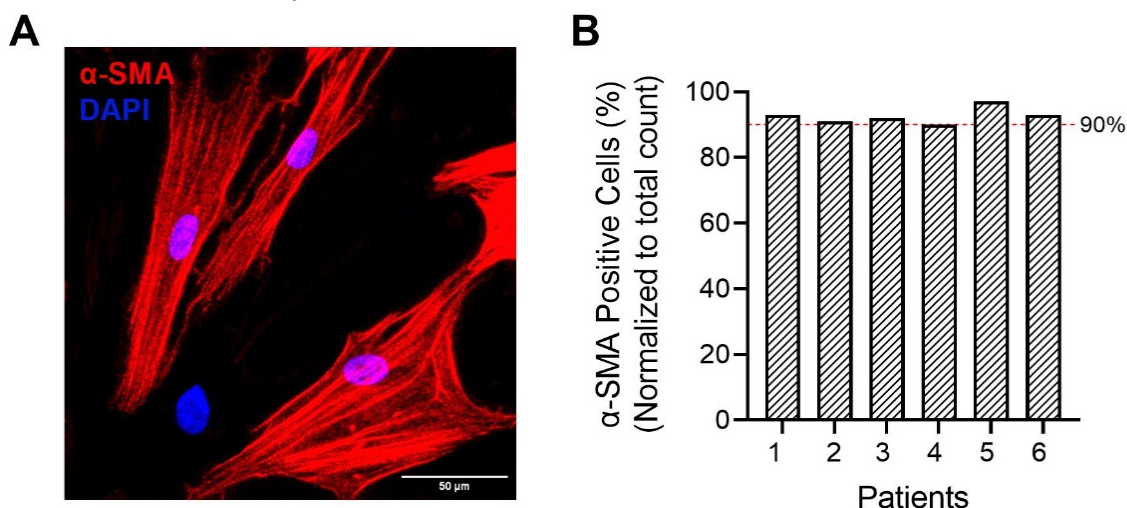 A
α-SMA
DAPI
50 µm
B
α-SMA Positive Cells (%)
(Normalized to total count)
100
80
60
40
20
0
90%
1 2 3 4 5 6
Patients